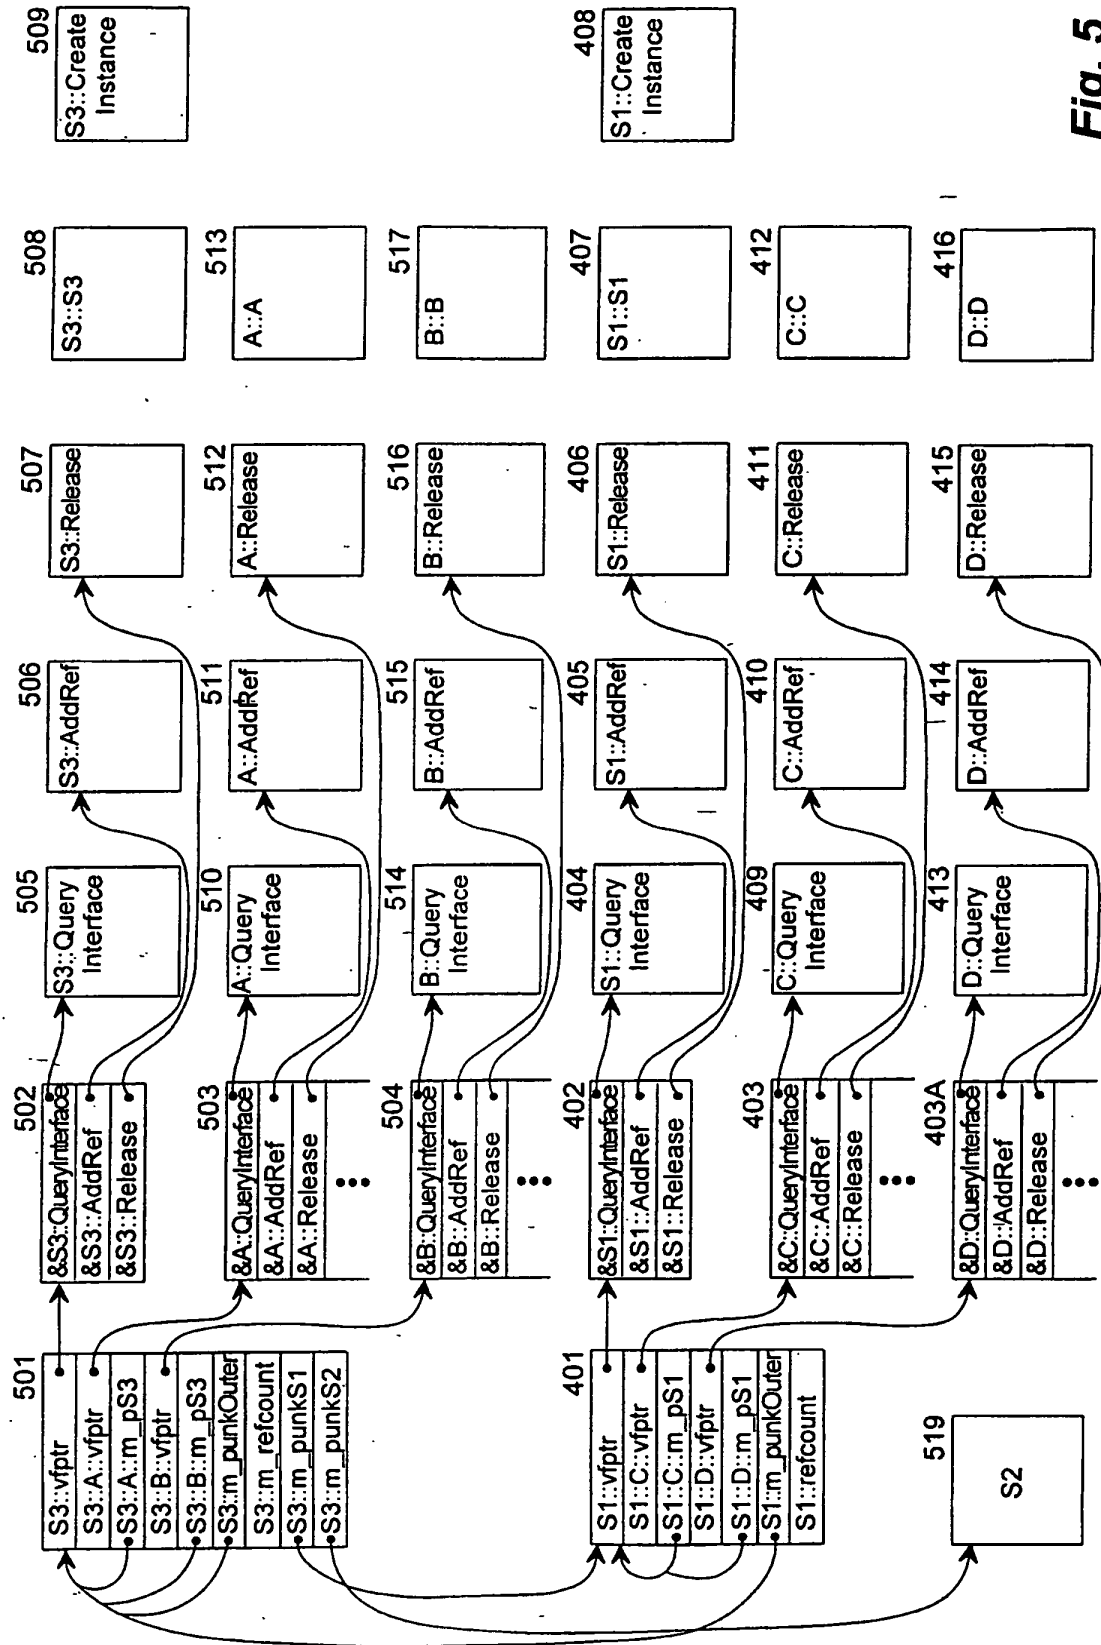 501
S3::vfptr
S3::A::vfptr
S3::A::m_pS3
S3::B::vfptr
S3::B::m_pS3
S3::m_punkOuter
S3::m_refcount
S3::m_punkS1
S3::m_punkS2
502
&S3::QueryInterface
&S3::AddRef
&S3::Release
505
S3::Query
Interface
506
S3::AddRef
507
S3::Release
508
S3::S3
509
S3::Create
Instance
503
&A::QueryInterface
&A::AddRef
&A::Release
510
A::Query
Interface
511
A::AddRef
512
A::Release
513
A::A
504
&B::QueryInterface
&B::AddRef
&B::Release
514
B::Query
Interface
515
B::AddRef
516
B::Release
517
B::B
401
S1::vfptr
S1::C::vfptr
S1::C::m_pS1
S1::D::vfptr
S1::D::m_pS1
S1::m_punkOuter
S1::refcount
402
&S1::QueryInterface
&S1::AddRef
&S1::Release
404
S1::Query
Interface
405
S1::AddRef
406
S1::Release
407
S1::S1
408
S1::Create
Instance
403
&C::QueryInterface
&C::AddRef
&C::Release
409
C::Query
Interface
410
C::AddRef
411
C::Release
412
C::C
519
S2
403A
&D::QueryInterface
&D::AddRef
&D::Release
413
D::Query
Interface
414
D::AddRef
415
D::Release
416
D::D
Fig. 5